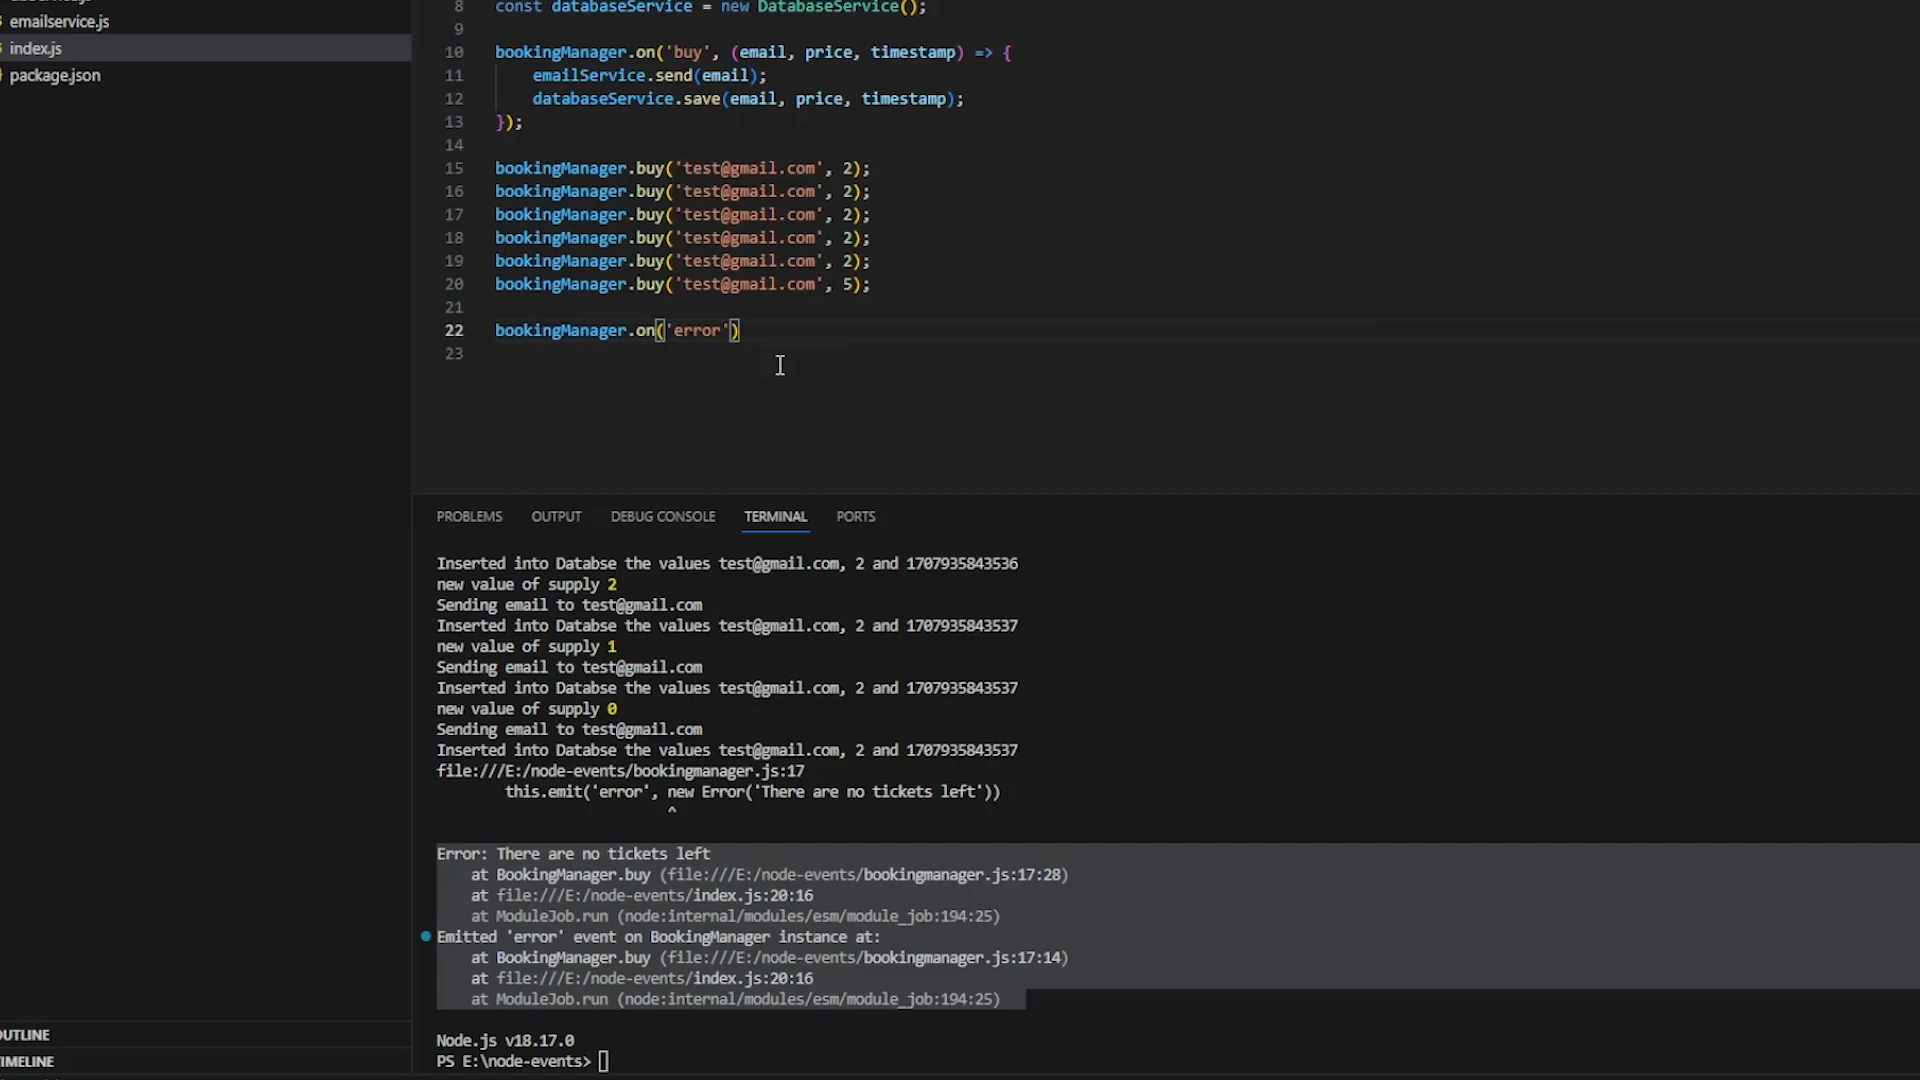 emailservice.js
index.js
package.json
OUTLINE
TIMELINE
8 const databaseService = new DatabaseService();
9
10 bookingManager.on('buy', (email, price, timestamp) => {
11 emailService.send(email);
12 databaseService.save(email, price, timestamp);
13 });
14
15 bookingManager.buy('test@gmail.com', 2);
16 bookingManager.buy('test@gmail.com', 2);
17 bookingManager.buy('test@gmail.com', 2);
18 bookingManager.buy('test@gmail.com', 2);
19 bookingManager.buy('test@gmail.com', 2);
20 bookingManager.buy('test@gmail.com', 5);
21
22 bookingManager.on('error')
23
PROBLEMS OUTPUT DEBUG CONSOLE TERMINAL PORTS
Inserted into Databse the values test@gmail.com, 2 and 1707935843536
new value of supply 2
Sending email to test@gmail.com
Inserted into Databse the values test@gmail.com, 2 and 1707935843537
new value of supply 1
Sending email to test@gmail.com
Inserted into Databse the values test@gmail.com, 2 and 1707935843537
new value of supply 0
Sending email to test@gmail.com
Inserted into Databse the values test@gmail.com, 2 and 1707935843537
file:///E:/node-events/bookingmanager.js:17
this.emit('error', new Error('There are no tickets left'))
^
Error: There are no tickets left
at BookingManager.buy (file:///E:/node-events/bookingmanager.js:17:28)
at file:///E:/node-events/index.js:20:16
at ModuleJob.run (node:internal/modules/esm/module_job:194:25)
Emitted 'error' event on BookingManager instance at:
at BookingManager.buy (file:///E:/node-events/bookingmanager.js:17:14)
at file:///E:/node-events/index.js:20:16
at ModuleJob.run (node:internal/modules/esm/module_job:194:25)
Node.js v18.17.0
PS E:\node-events>